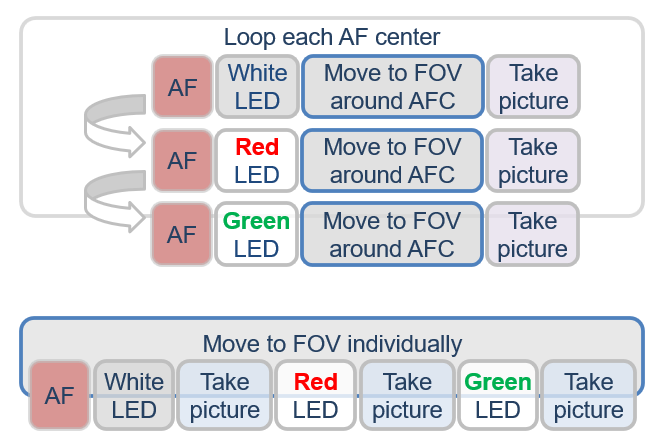 Loop each AF center
AF
White
LED
Move to FOV
around AFC
Take
picture
AF
Red
LED
Move to FOV
around AFC
Take
picture
AF
Green
LED
Move to FOV
around AFC
Take
picture
Move to FOV individually
AF
White
LED
Take
picture
Red
LED
Take
picture
Green
LED
Take
picture